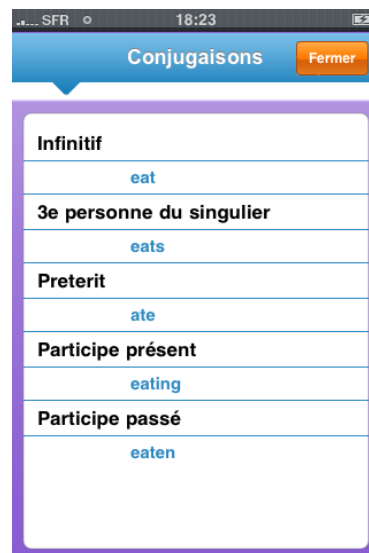 SFR 18:23
Conjugaisons Fermer
Infinitif
eat
3e personne du singulier
eats
Preterit
ate
Participe présent
eating
Participe passé
eaten